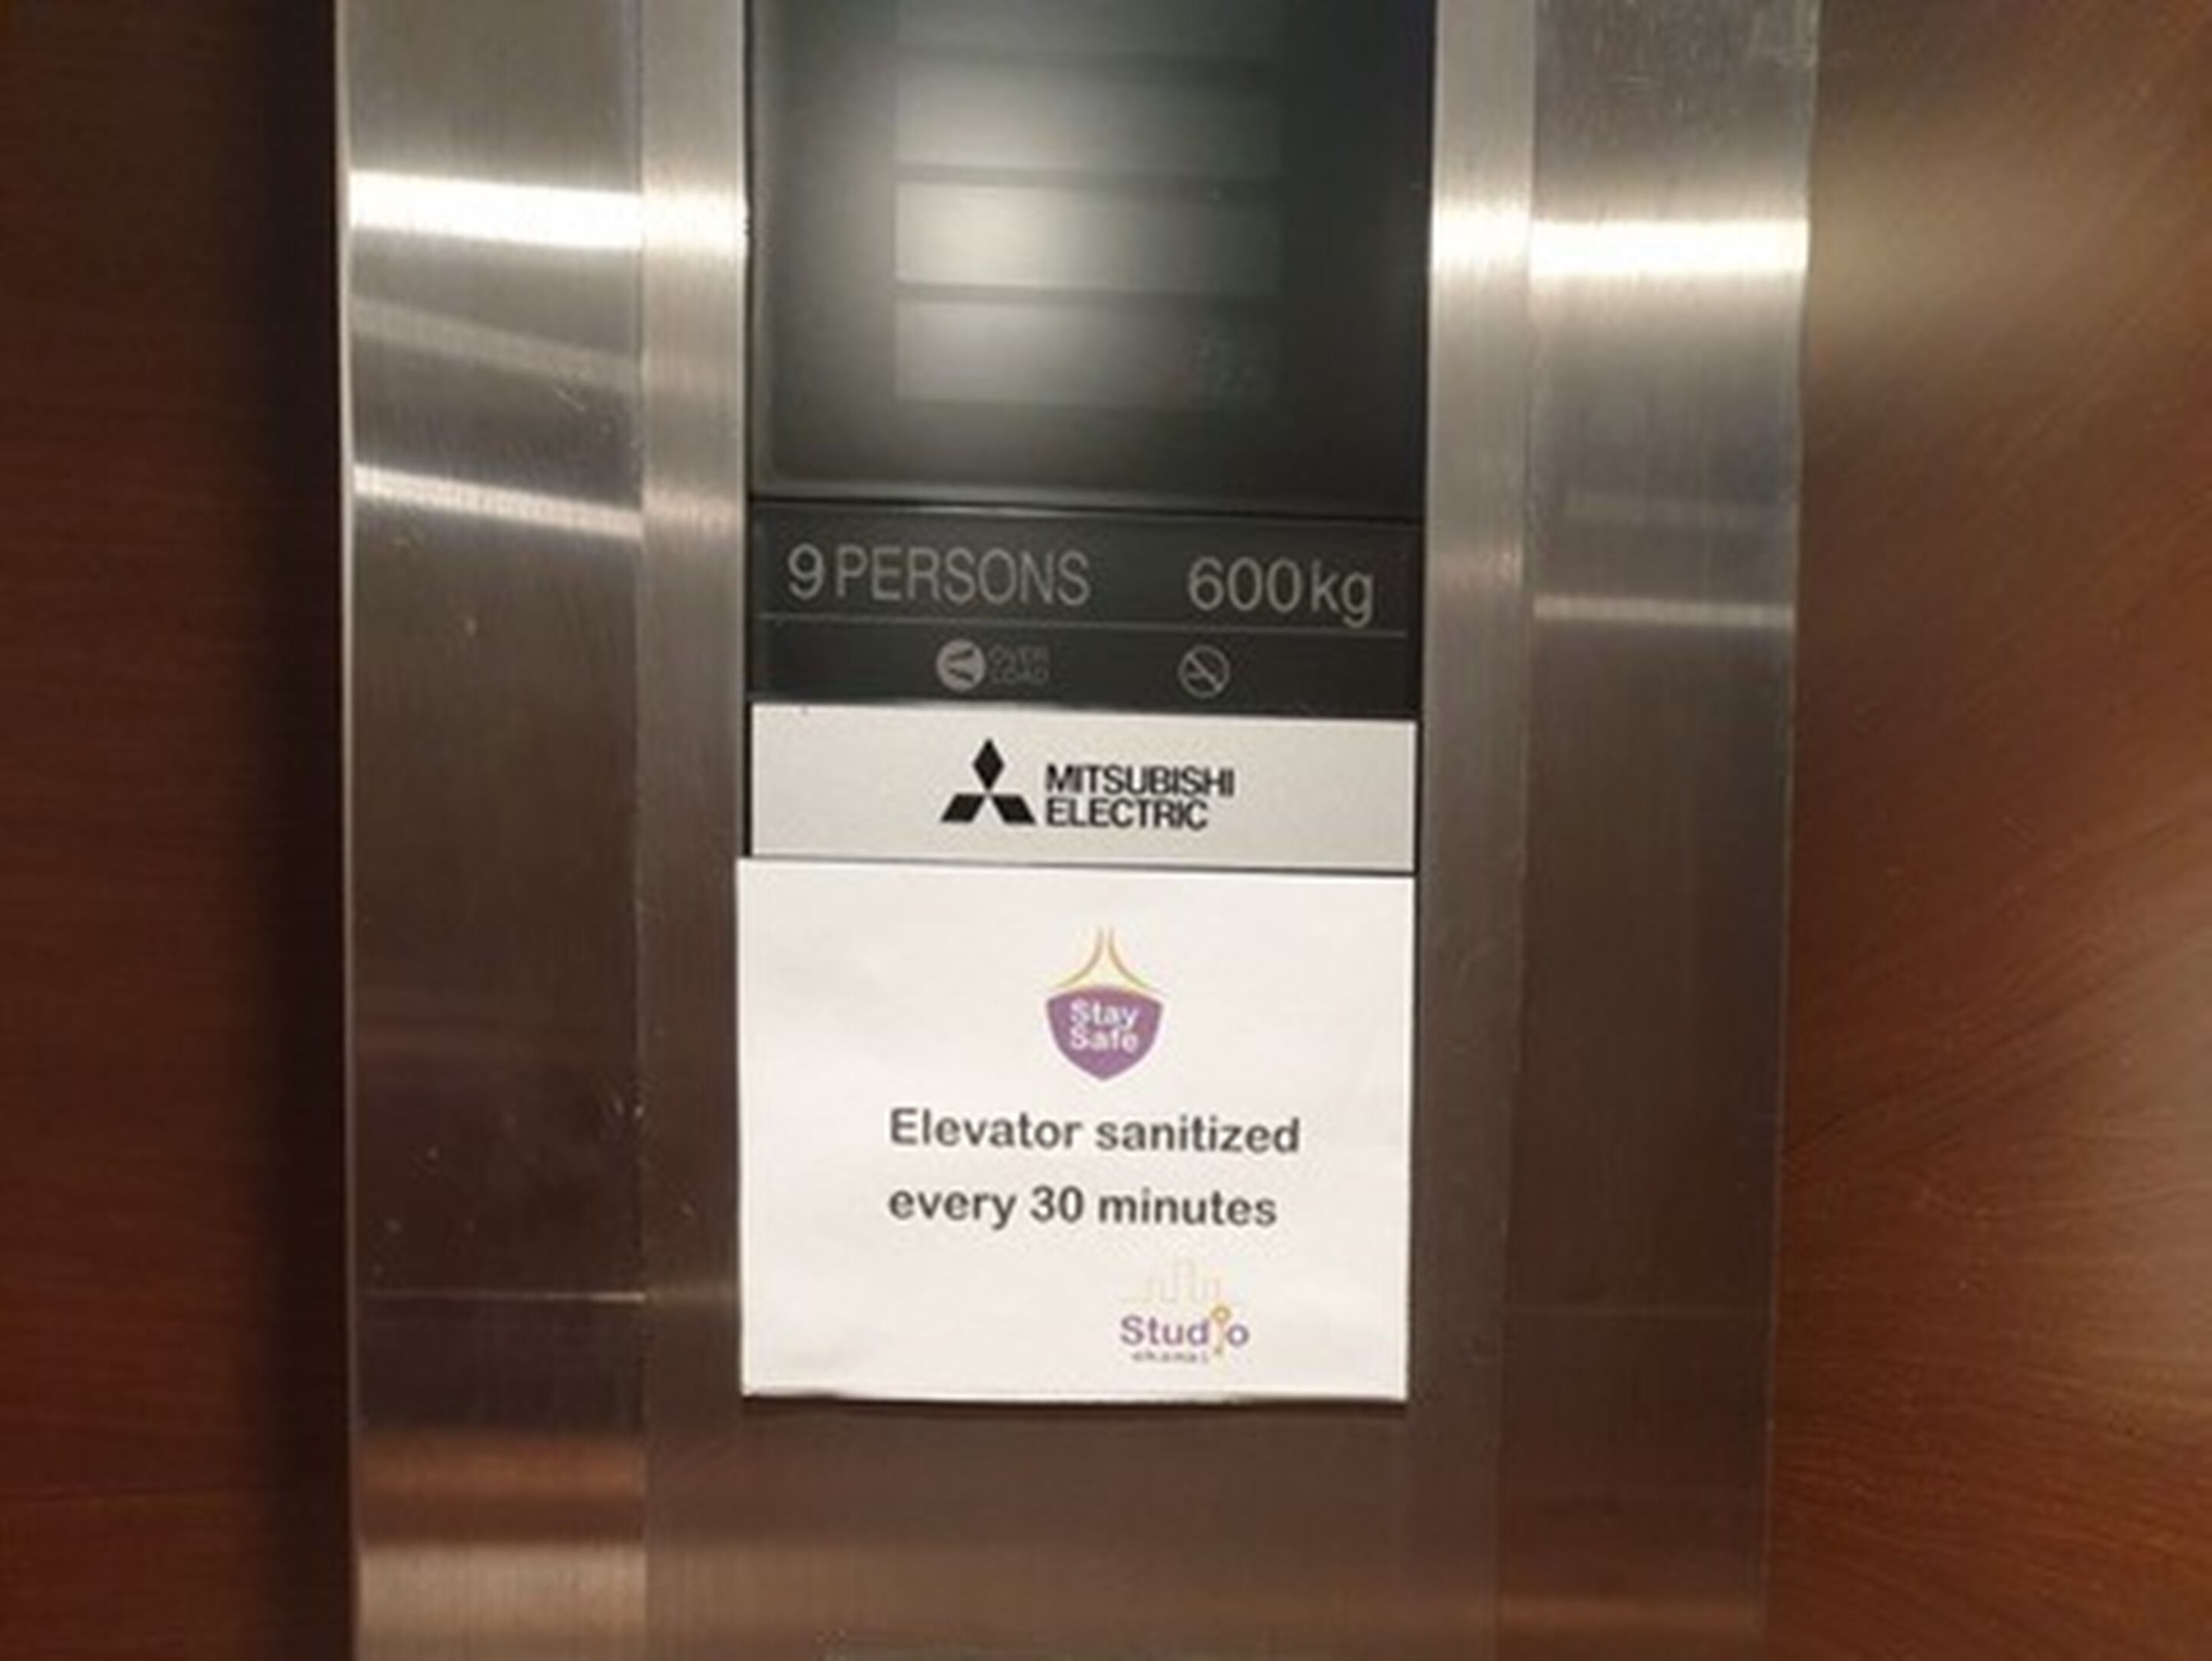 9 PERSONS 600kg
OVER
LOAD
MITSUBISHI
ELECTRIC
Stay
Safe
Elevator sanitized
every 30 minutes
Studio